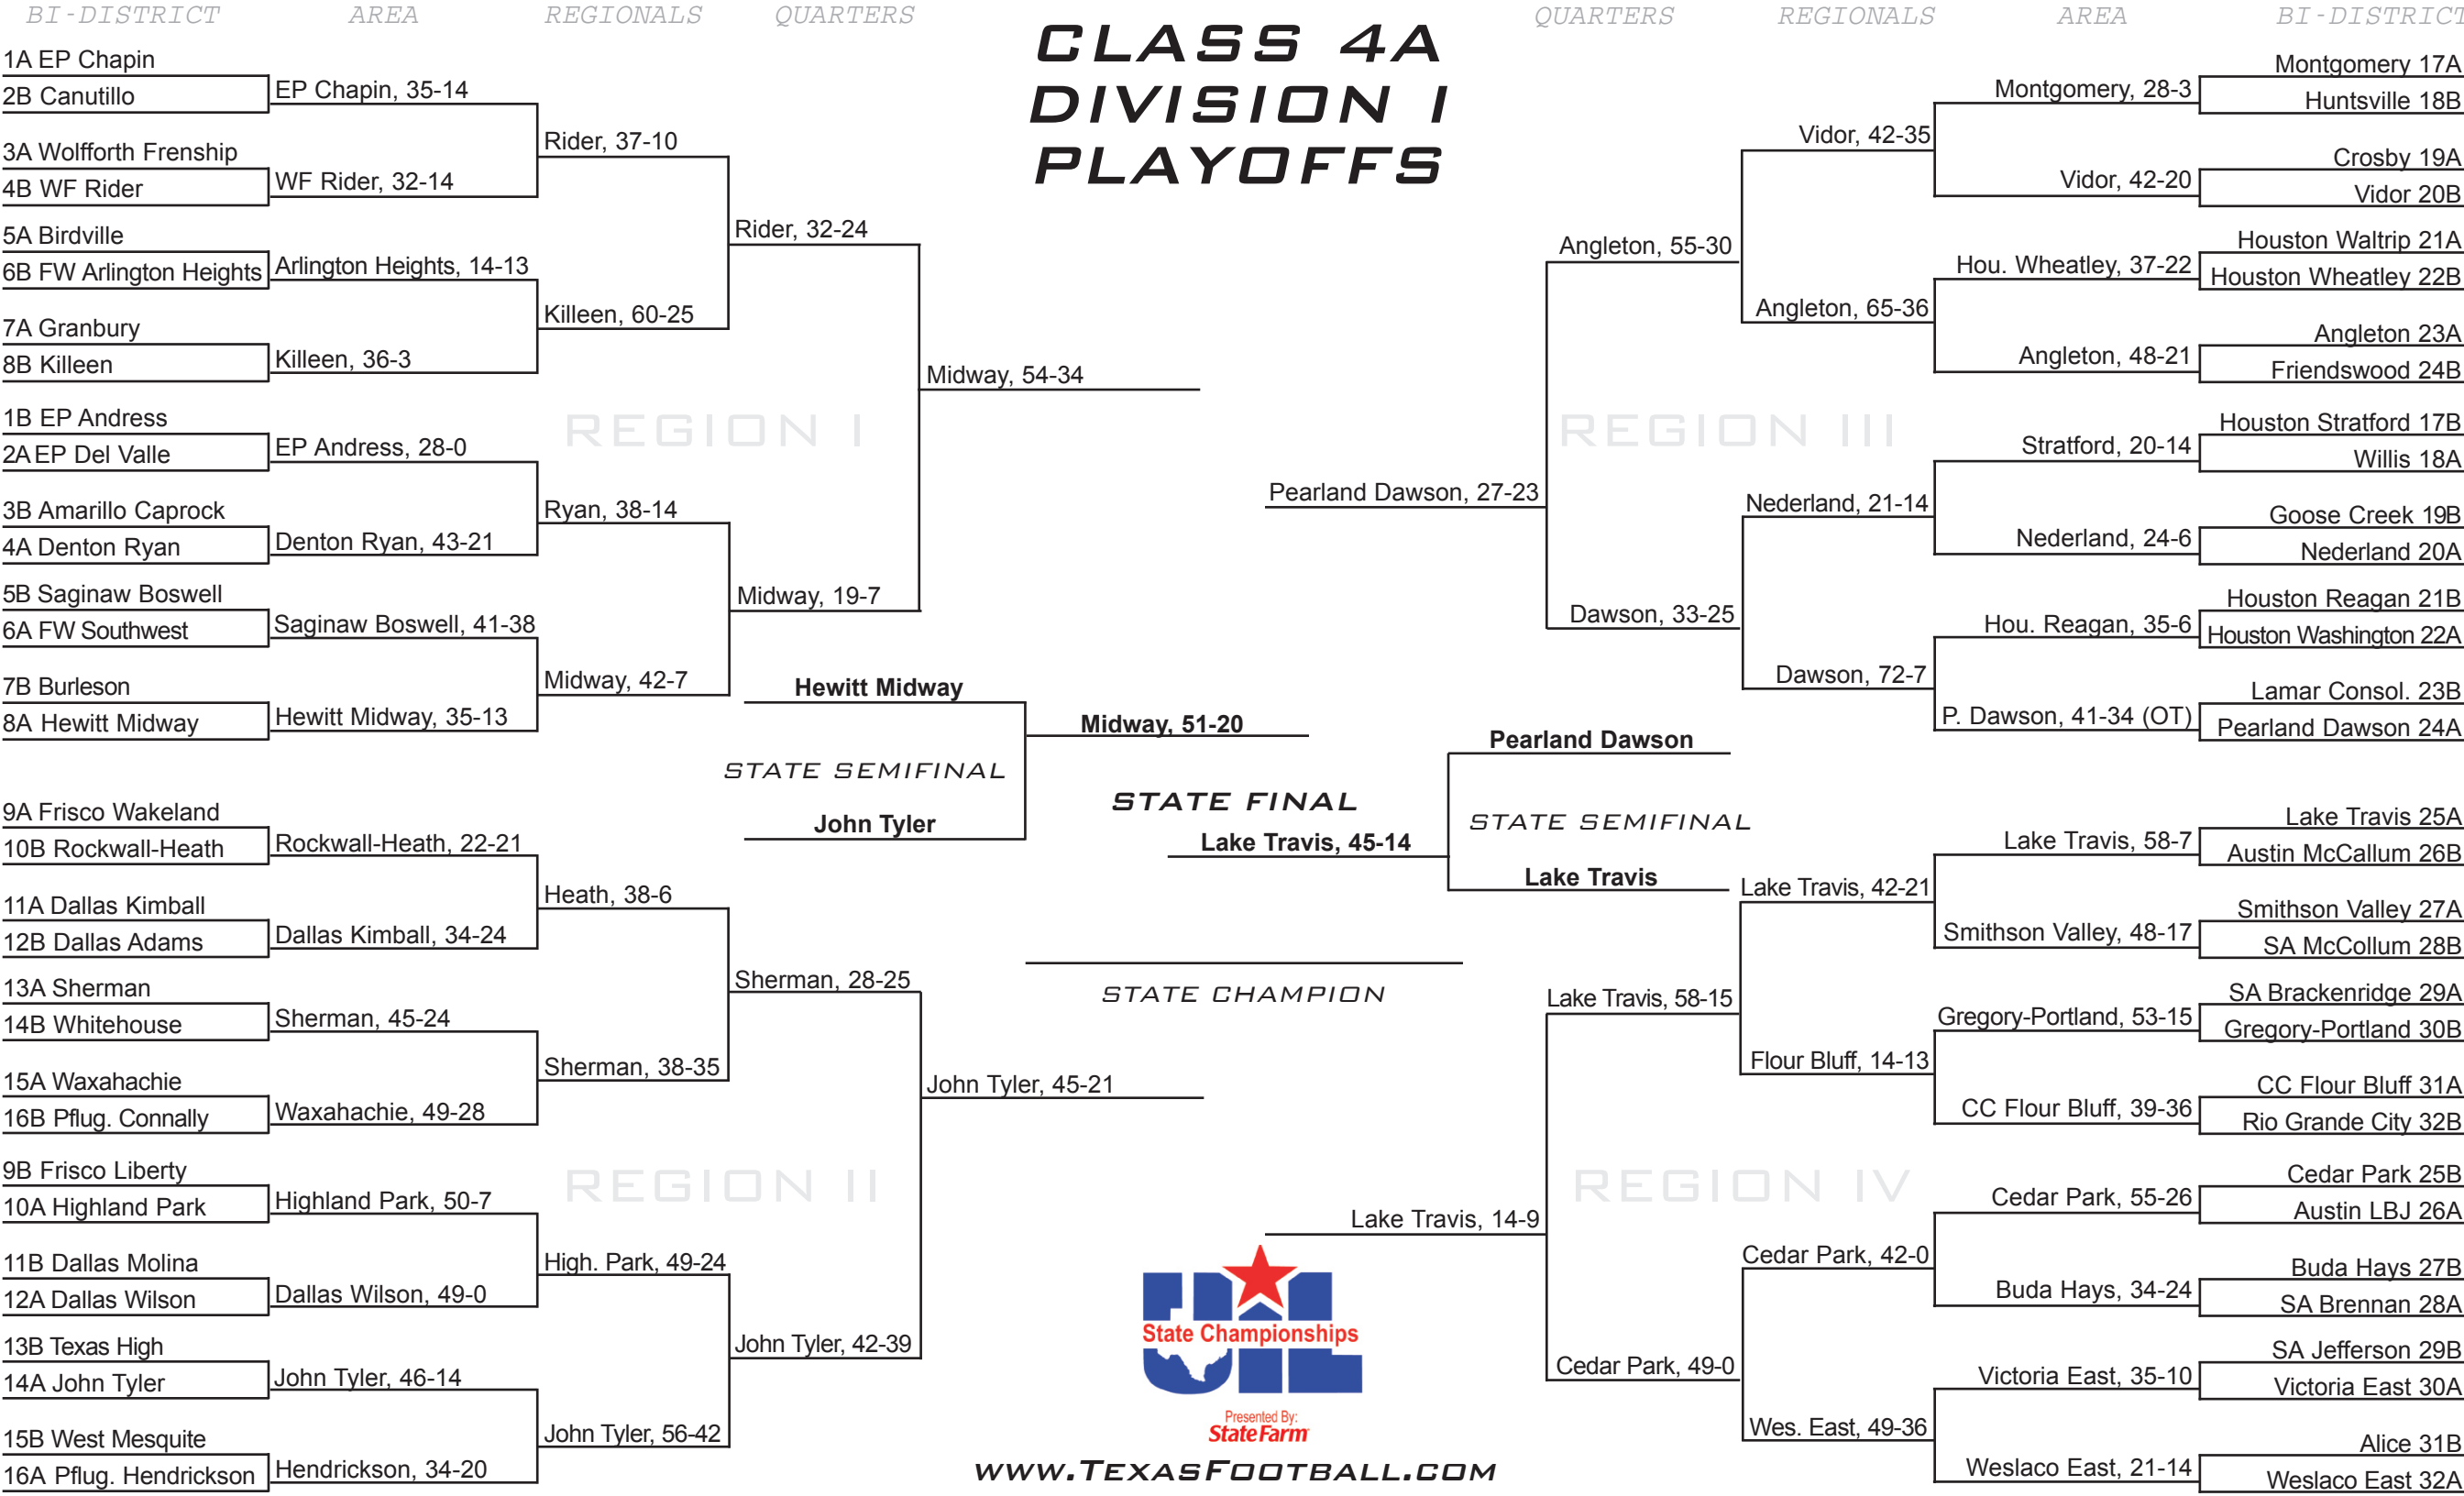 BI-DISTRICT AREA REGIONALS QUARTERS
CLASS 4A
DIVISION I
PLAYOFFS
QUARTERS REGIONALS AREA BI-DISTRICT
1A EP Chapin
2B Canutillo
EP Chapin, 35-14
3A Wolfforth Frenship
4B WF Rider
WF Rider, 32-14
Rider, 37-10
5A Birdville
6B FW Arlington Heights
Arlington Heights, 14-13
7A Granbury
8B Killeen
Killeen, 36-3
Killeen, 60-25
Rider, 32-24
1B EP Andress
2A EP Del Valle
EP Andress, 28-0
3B Amarillo Caprock
4A Denton Ryan
Denton Ryan, 43-21
Ryan, 38-14
5B Saginaw Boswell
6A FW Southwest
Saginaw Boswell, 41-38
7B Burleson
8A Hewitt Midway
Hewitt Midway, 35-13
Midway, 42-7
Midway, 19-7
Midway, 54-34
REGION I
9A Frisco Wakeland
10B Rockwall-Heath
Rockwall-Heath, 22-21
11A Dallas Kimball
12B Dallas Adams
Dallas Kimball, 34-24
Heath, 38-6
13A Sherman
14B Whitehouse
Sherman, 45-24
15A Waxahachie
16B Pflug. Connally
Waxahachie, 49-28
Sherman, 38-35
Sherman, 28-25
9B Frisco Liberty
10A Highland Park
Highland Park, 50-7
11B Dallas Molina
12A Dallas Wilson
Dallas Wilson, 49-0
High. Park, 49-24
13B Texas High
14A John Tyler
John Tyler, 46-14
15B West Mesquite
16A Pflug. Hendrickson
Hendrickson, 34-20
John Tyler, 56-42
John Tyler, 42-39
John Tyler, 45-21
REGION II
Hewitt Midway
STATE SEMIFINAL
John Tyler
Midway, 51-20
STATE FINAL
Lake Travis, 45-14
Pearland Dawson
STATE SEMIFINAL
Lake Travis
STATE CHAMPION
Montgomery 17A
Huntsville 18B
Montgomery, 28-3
Crosby 19A
Vidor 20B
Vidor, 42-20
Vidor, 42-35
Houston Waltrip 21A
Houston Wheatley 22B
Hou. Wheatley, 37-22
Angleton 23A
Friendswood 24B
Angleton, 48-21
Angleton, 65-36
Angleton, 55-30
Houston Stratford 17B
Willis 18A
Stratford, 20-14
Goose Creek 19B
Nederland 20A
Nederland, 24-6
Nederland, 21-14
Houston Reagan 21B
Houston Washington 22A
Hou. Reagan, 35-6
Lamar Consol. 23B
Pearland Dawson 24A
P. Dawson, 41-34 (OT)
Dawson, 72-7
Dawson, 33-25
Pearland Dawson, 27-23
REGION III
Lake Travis 25A
Austin McCallum 26B
Lake Travis, 58-7
Smithson Valley 27A
SA McCollum 28B
Smithson Valley, 48-17
Lake Travis, 42-21
SA Brackenridge 29A
Gregory-Portland 30B
Gregory-Portland, 53-15
CC Flour Bluff 31A
Rio Grande City 32B
CC Flour Bluff, 39-36
Flour Bluff, 14-13
Lake Travis, 58-15
Cedar Park 25B
Austin LBJ 26A
Cedar Park, 55-26
Buda Hays 27B
SA Brennan 28A
Buda Hays, 34-24
Cedar Park, 42-0
SA Jefferson 29B
Victoria East 30A
Victoria East, 35-10
Alice 31B
Weslaco East 32A
Weslaco East, 21-14
Wes. East, 49-36
Cedar Park, 49-0
Lake Travis, 14-9
REGION IV
UIL
State Championships
Presented By:
State Farm
www.TexasFootball.com